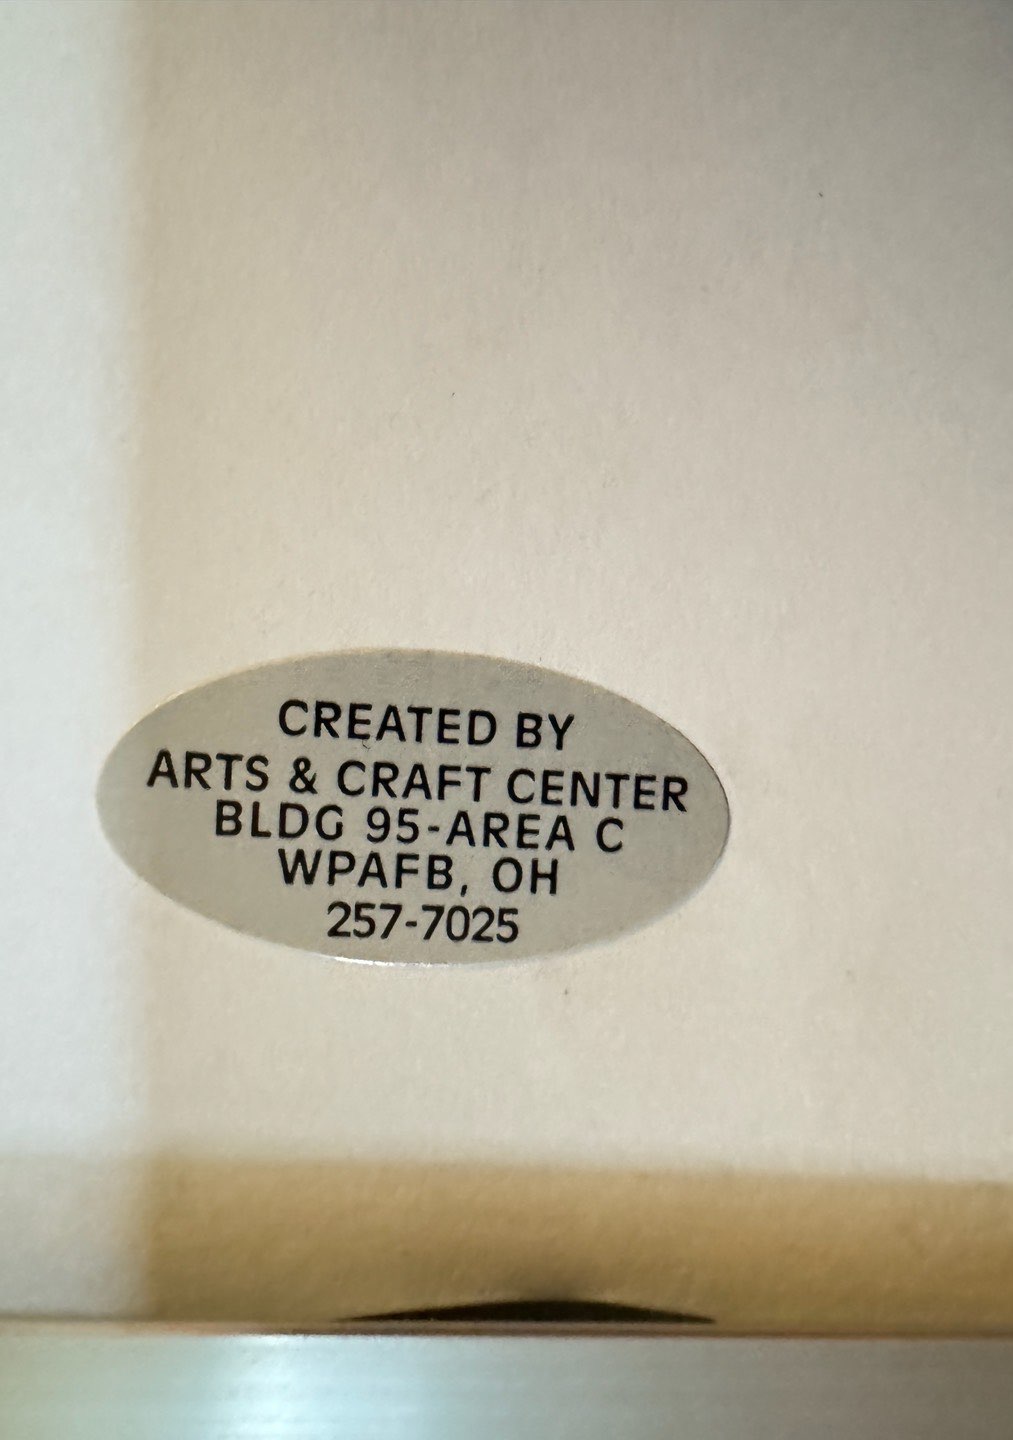 CREATED BY
ARTS & CRAFT CENTER
BLDG 95-AREA C
WPAFB, OH
257-7025